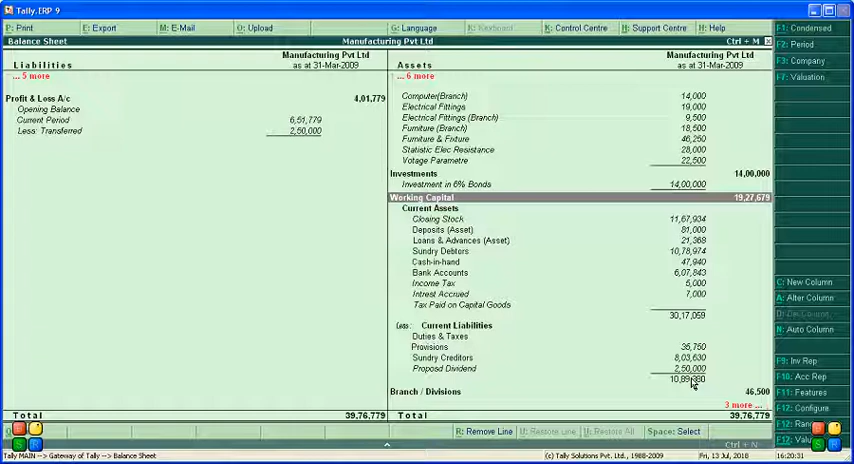 Tally.ERP 9
P: Print E: Export M: E-Mail O: Upload G: Language K: Keyboard K: Control Centre H: Support Centre H: Help
F1: Condensed
Balance Sheet Manufacturing Pvt Ltd Ctrl + M
F2: Period
Manufacturing Pvt Ltd Manufacturing Pvt Ltd
F3: Company
Liabilities as at 31-Mar-2009 Assets as at 31-Mar-2009
... 5 more ... 6 more
F7: Valuation
Computer(Branch) 14,000
Profit & Loss A/c 4,01,779
Electrical Fittings 19,000
Opening Balance
Electrical Fittings (Branch) 9,500
Current Period 6,51,779
Furniture (Branch) 18,500
Less: Transferred 2,50,000
Furniture & Fixture 46,250
Statistic Elec Resistance 28,000
Votage Parametre 22,500
Investments 14,00,000
Investment in 6% Bonds 14,00,000
Working Capital 19,27,679
Current Assets
Closing Stock 11,67,934
Deposits (Asset) 81,000
Loans & Advances (Asset) 21,368
Sundry Debtors 10,78,974
Cash-in-hand 47,940
Bank Accounts 6,07,843
Income Tax 5,000
C: New Column
Intrest Accrued 7,000
A: Alter Column
Tax Paid on Capital Goods
30,17,059
Less: Current Liabilities
N: Auto Column
Duties & Taxes
Provisions 35,750
Sundry Creditors 8,03,630
F9: Inv Rep
Proposd Dividend 2,50,000
F10: Acc Rep
10,89,380
Branch / Divisions 46,500
F11: Features
3 more ...
F12: Configure
Total 39,76,779 Total 39,76,779
F12:
R: Remove Line U: Restore Line U: Restore All Space: Select
F12:
Ctrl + N
Tally MAIN --> Gateway of Tally --> Balance Sheet (c) Tally Solutions Pvt. Ltd., 1988-2009 Fri, 13 Jul, 2018 16:20:31